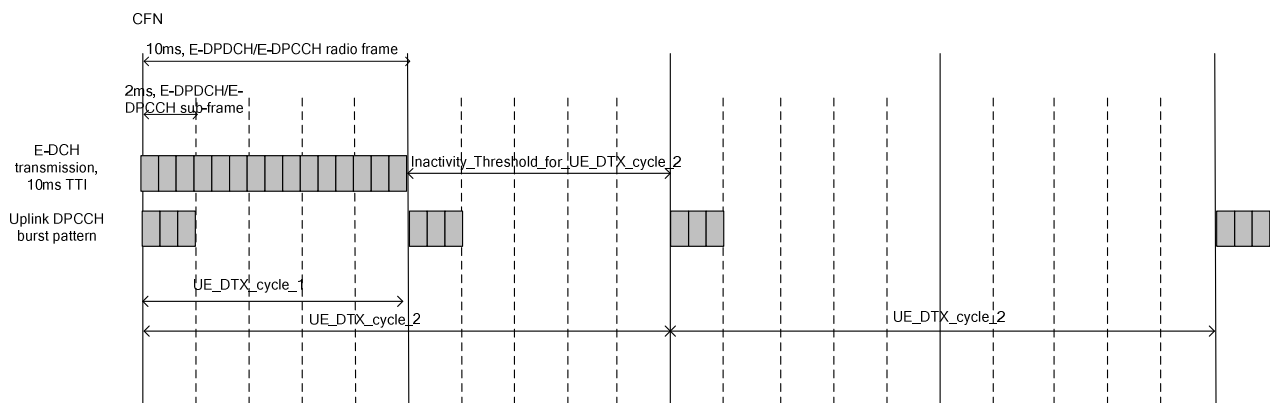 CFN
10ms, E-DPDCH/E-DPCCH radio frame
2ms, E-DPDCH/E-
DPCCH sub-frame
E-DCH
transmission,
10ms TTI
Inactivity_Threshold_for_UE_DTX_cycle_2
Uplink DPCCH
burst pattern
UE_DTX_cycle_1
UE_DTX_cycle_2
UE_DTX_cycle_2